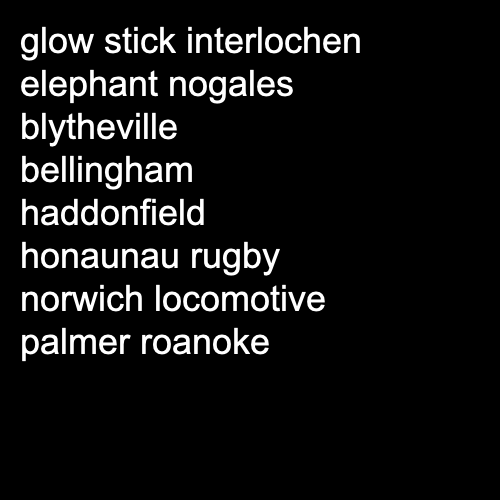 glow stick interlochen
elephant nogales
blytheville
bellingham
haddonfield
honaunau rugby
norwich locomotive
palmer roanoke